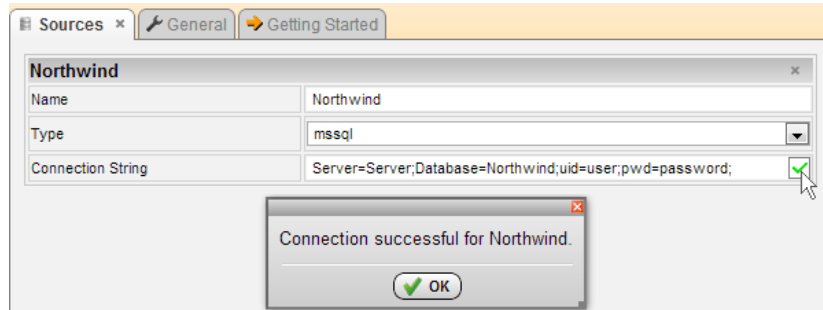 Sources × General Getting Started
Northwind ×
Name Northwind
Type mssql
Connection String Server=Server;Database=Northwind;uid=user;pwd=password;
Connection successful for Northwind.
OK